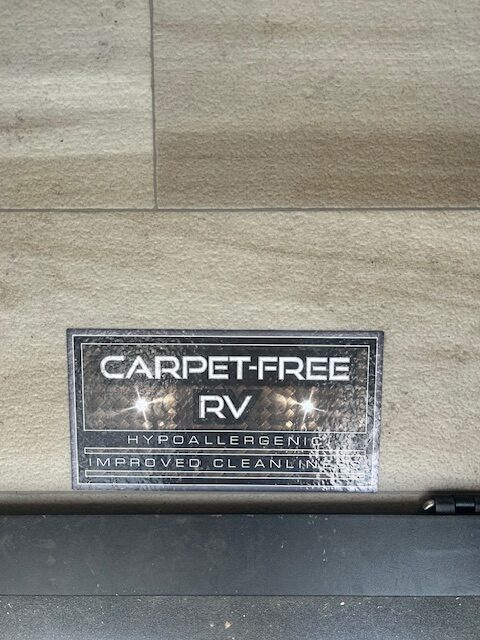 CARPET-FREE
RV
HYPOALLERGENIC
IMPROVED CLEANLINESS